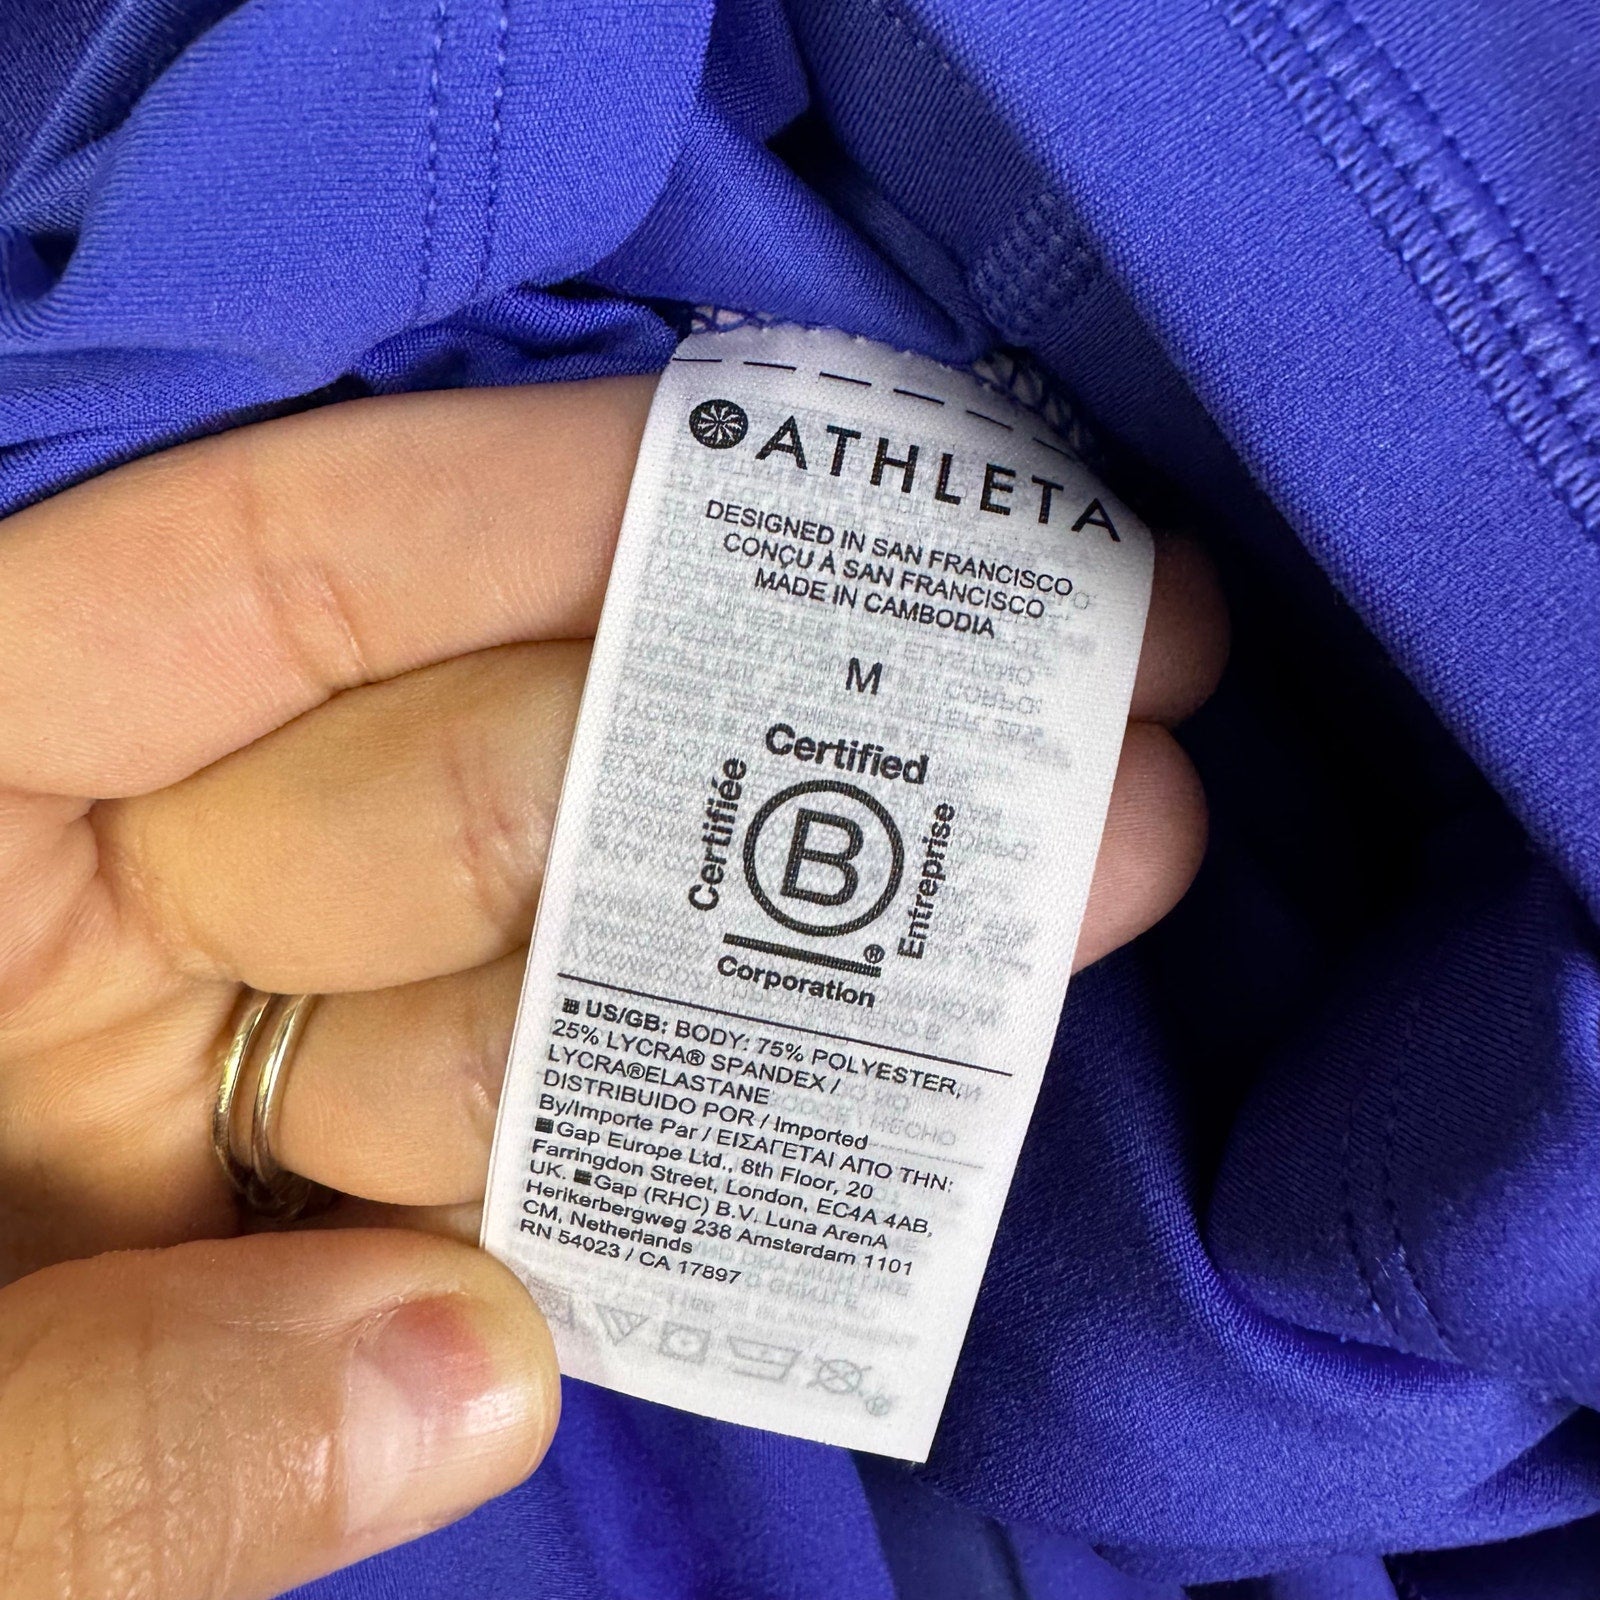 ATHLETA
DESIGNED IN SAN FRANCISCO
CONÇU À SAN FRANCISCO
MADE IN CAMBODIA
M
Certified
Certifiée
B
Entreprise
®
Corporation
US/GB: BODY: 75% POLYESTER,
25% LYCRA® SPANDEX /
LYCRA®ELASTANE
DISTRIBUIDO POR / Imported
By/Importe Par / ΕΙΣΑΓΕΤΑΙ ΑΠΟ ΤΗΝ:
Gap Europe Ltd., 8th Floor, 20
Farringdon Street, London, EC4A 4AB,
UK. Gap (RHC) B.V. Luna ArenA
Herikerbergweg 238 Amsterdam 1101
CM, Netherlands
RN 54023 / CA 17897